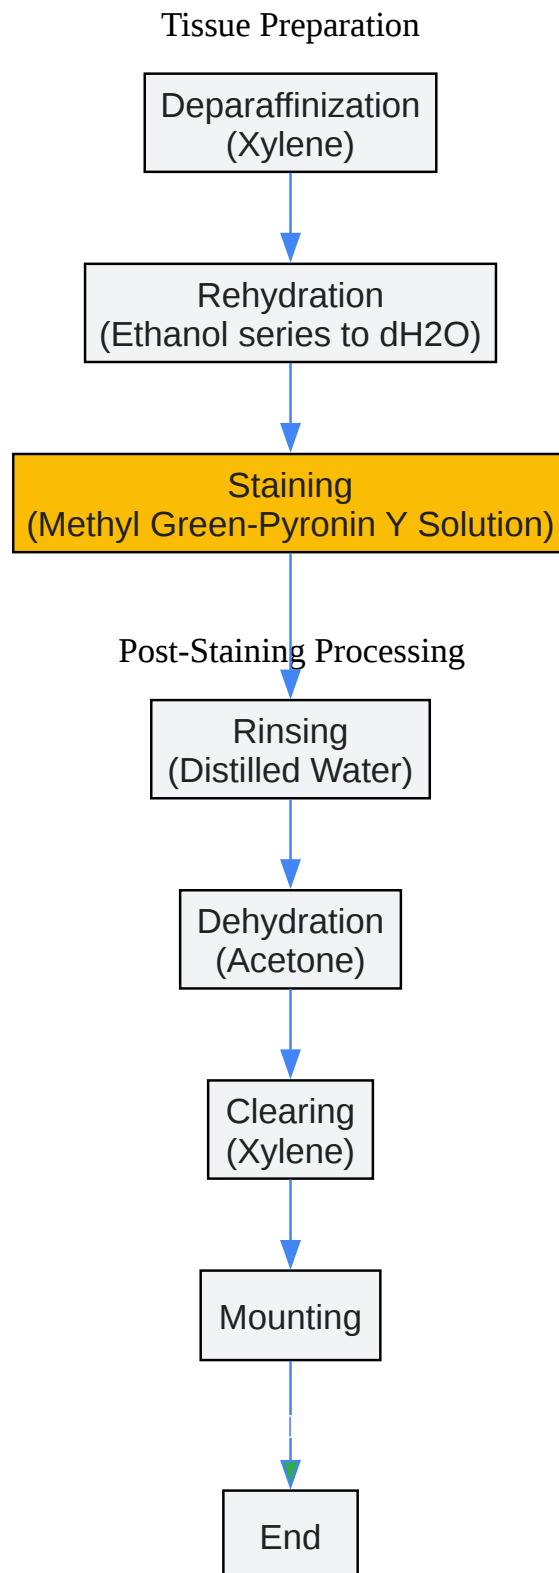 Tissue Preparation
Deparaffinization
(Xylene)
Rehydration
(Ethanol series to dH2O)
Staining
(Methyl Green-Pyronin Y Solution)
Post-Staining Processing
Rinsing
(Distilled Water)
Dehydration
(Acetone)
Clearing
(Xylene)
Mounting
End